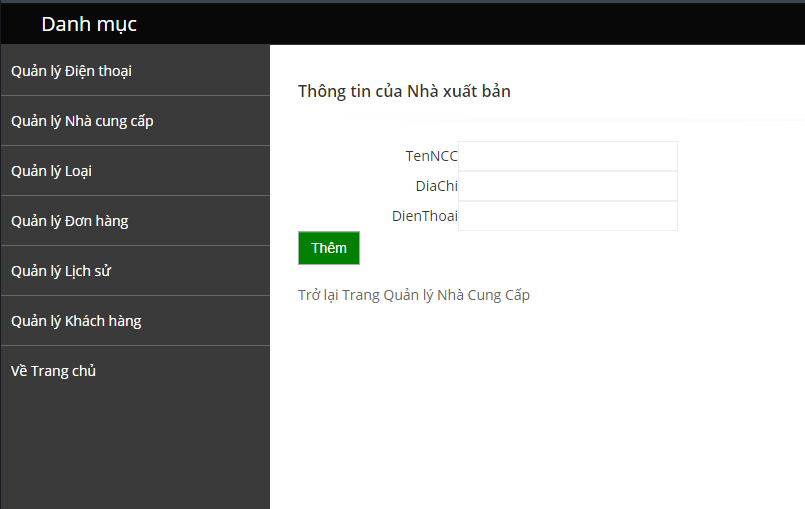 Danh mục
Quản lý Điện thoại
Quản lý Nhà cung cấp
Quản lý Loại
Quản lý Đơn hàng
Quản lý Lịch sử
Quản lý Khách hàng
Về Trang chủ
Thông tin của Nhà xuất bản
TenNCC
DiaChi
DienThoai
Thêm
Trở lại Trang Quản lý Nhà Cung Cấp